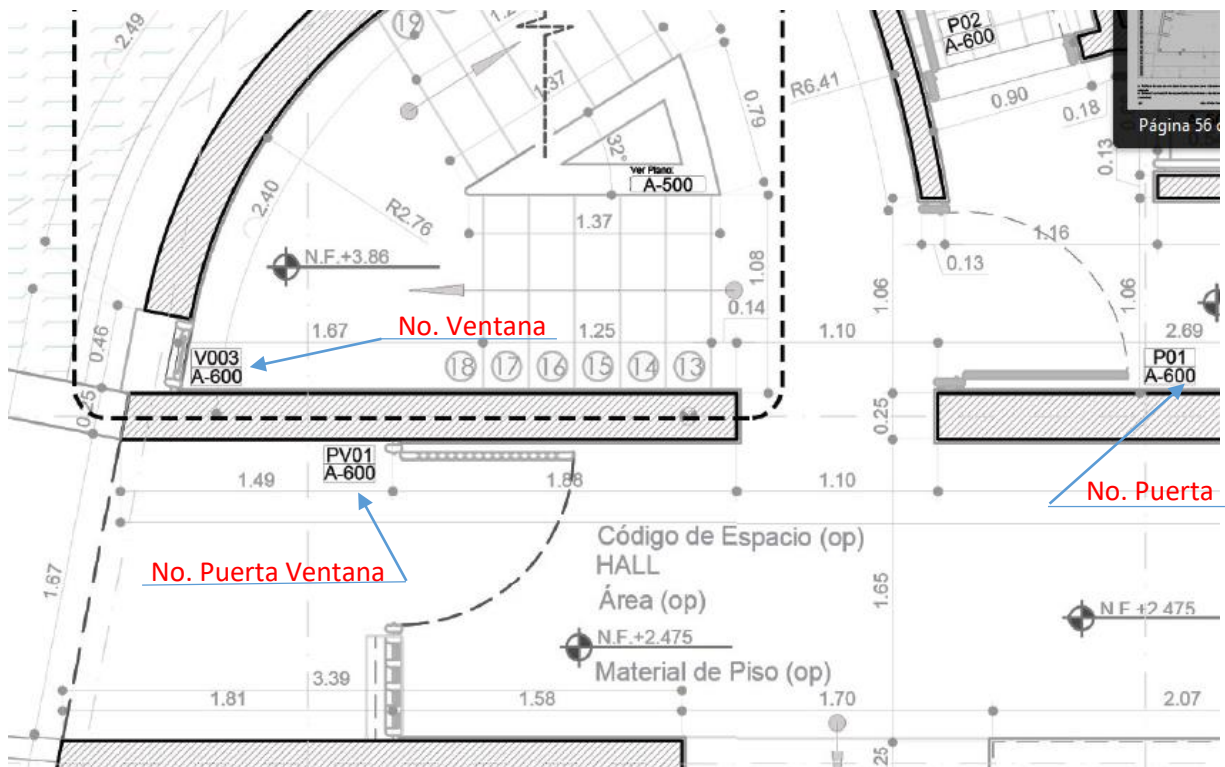 2.49
19
1.37
P02
A-600
R6.41
0.90
0.18
0.79
Página 56
0.13
32°
Ver Plano:
A-500
2.40
R2.76
1.37
N.F.+3.86
1.08
1.16
0.13
0.14
1.06
1.06
0.46
1.67
No. Ventana
1.25
1.10
2.69
V003
A-600
18
17
16
15
14
13
P01
A-600
0.25
PV01
A-600
1.49
1.10
No. Puerta
Código de Espacio (op)
HALL
No. Puerta Ventana
Área (op)
1.67
1.65
N.F.+2.475
N.F.+2.475
Material de Piso (op)
3.39
1.81
1.58
1.70
2.07
25